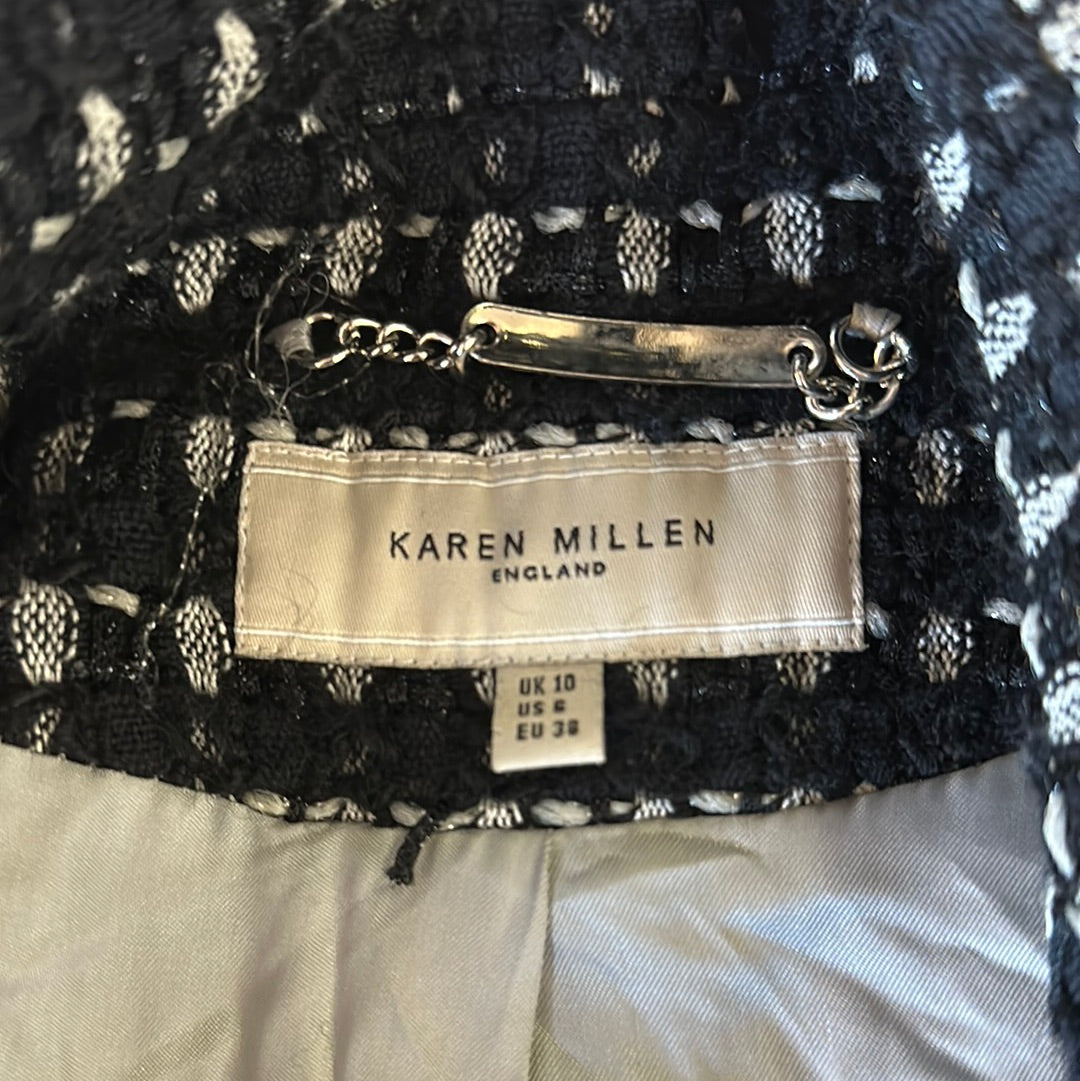 KAREN MILLEN
ENGLAND
UK 10
US 6
EU 38